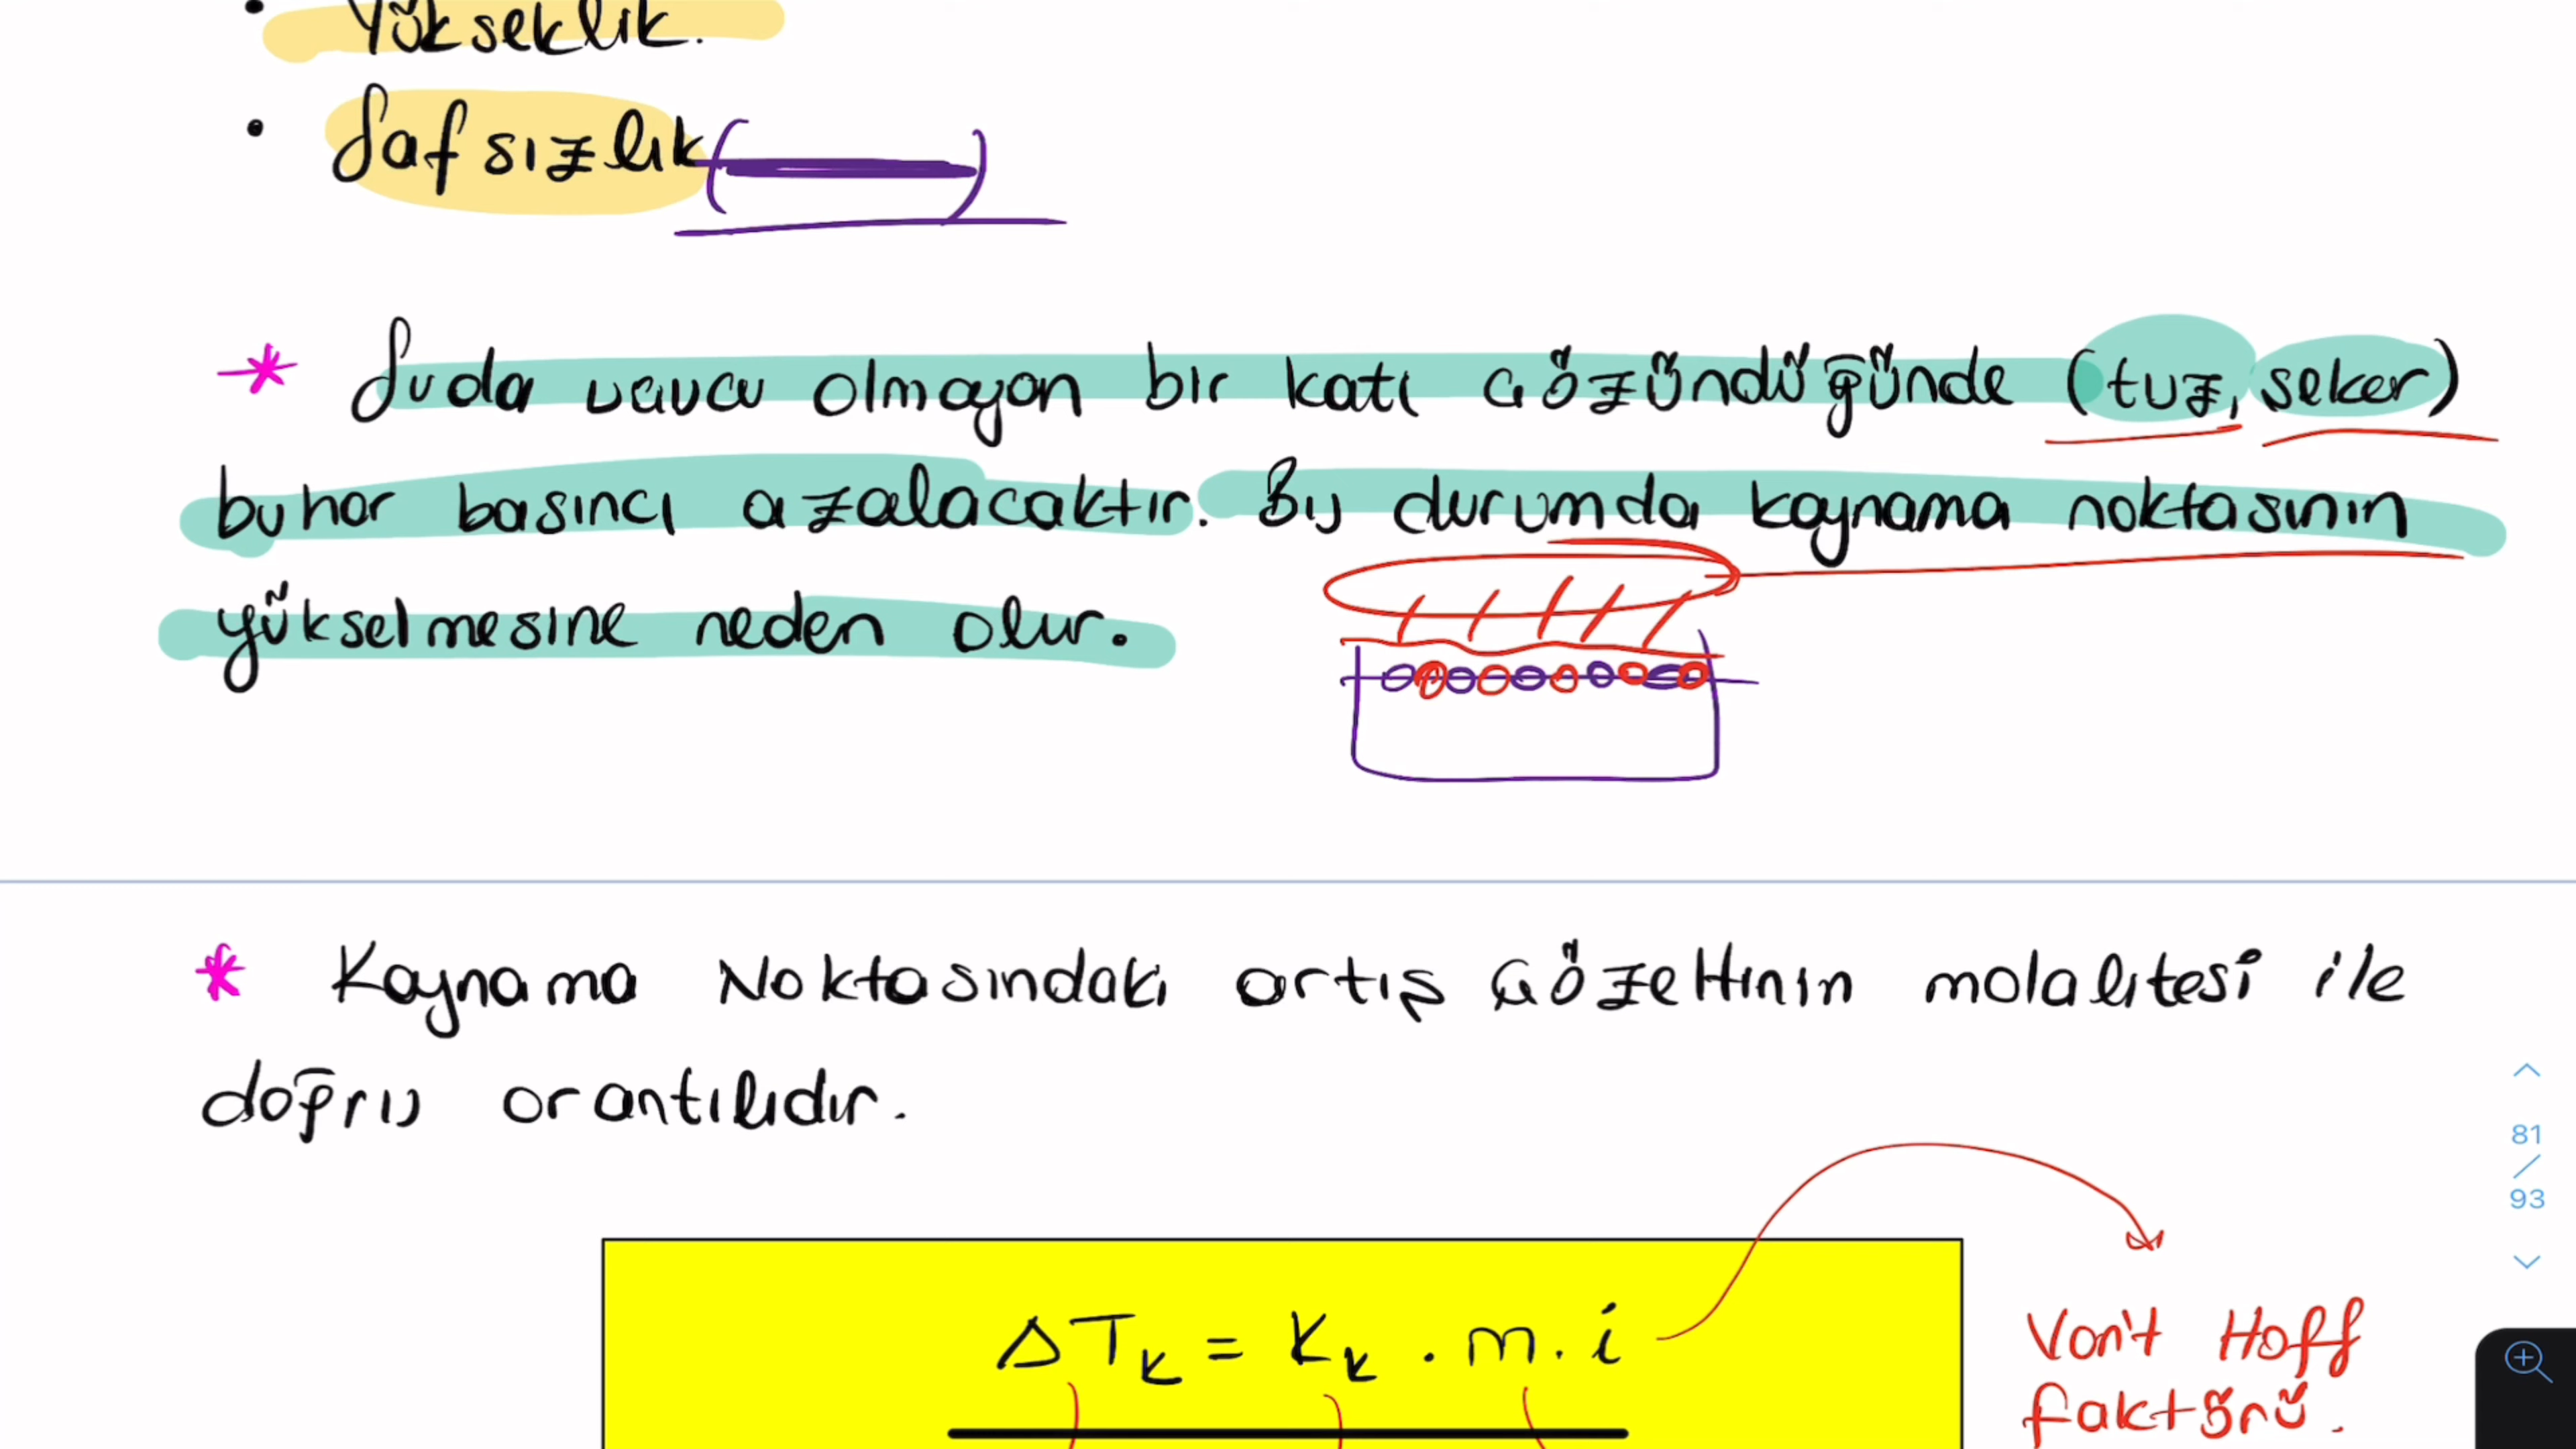 • Yükseklik.
• Safsızlık ( )
* Suda uçucu olmayan bir katı çözündüğünde (tuz, şeker)
buhar basıncı azalacaktır. Bu durumda kaynama noktasının
yükselmesine neden olur.
* Kaynama Noktasındaki artış çözeltinin molalitesi ile
doğru orantılıdır.
ΔTk = Kk . m . i
Von't Hoff
faktörü.
81
/
93